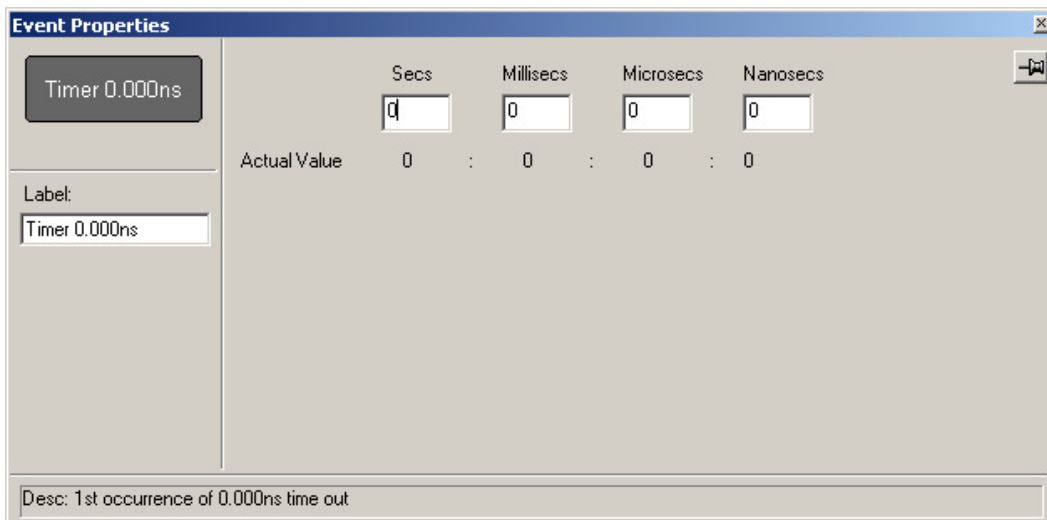 Event Properties
Timer 0.000ns
Secs Millisecs Microsecs Nanosecs
0 0 0 0
Actual Value 0 : 0 : 0 : 0
Label:
Timer 0.000ns
Desc: 1st occurrence of 0.000ns time out